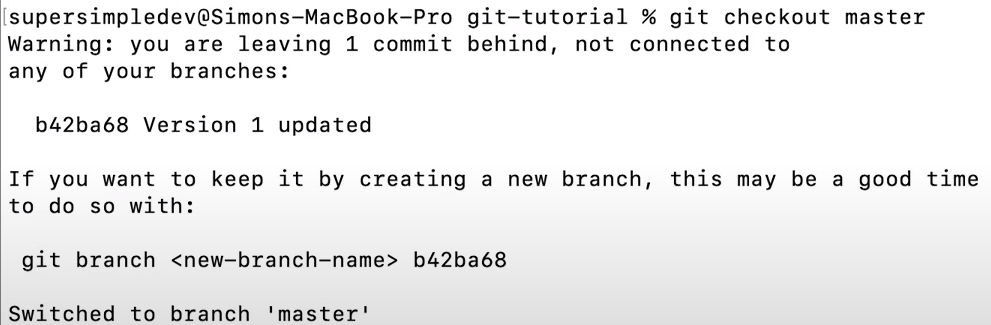 [supersimpledev@Simons-MacBook-Pro git-tutorial % git checkout master
Warning: you are leaving 1 commit behind, not connected to
any of your branches:
b42ba68 Version 1 updated
If you want to keep it by creating a new branch, this may be a good time
to do so with:
git branch <new-branch-name> b42ba68
Switched to branch 'master'